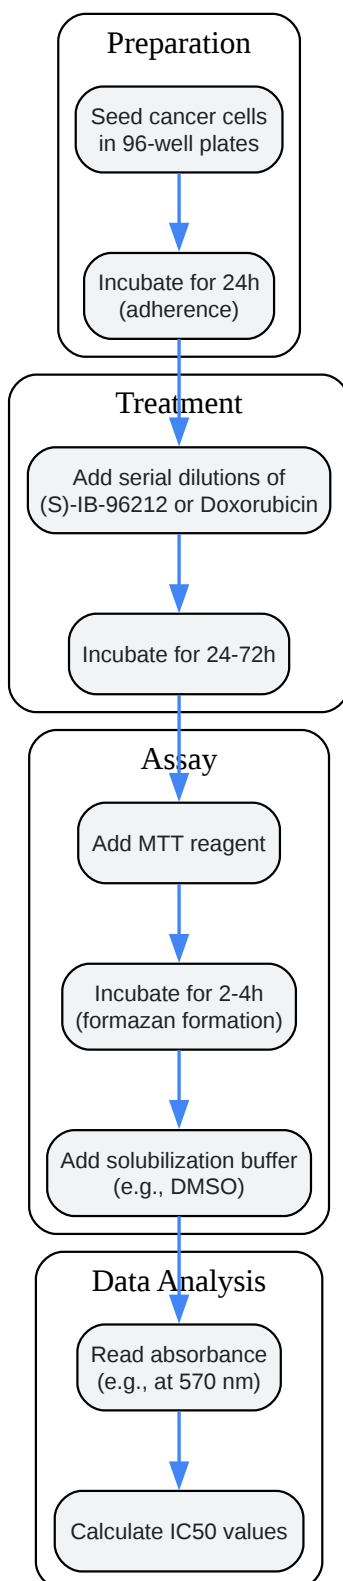 Preparation
Seed cancer cells
in 96-well plates
Incubate for 24h
(adherence)
Treatment
Add serial dilutions of
(S)-IB-96212 or Doxorubicin
Incubate for 24-72h
Assay
Add MTT reagent
Incubate for 2-4h
(formazan formation)
Add solubilization buffer
(e.g., DMSO)
Data Analysis
Read absorbance
(e.g., at 570 nm)
Calculate IC50 values